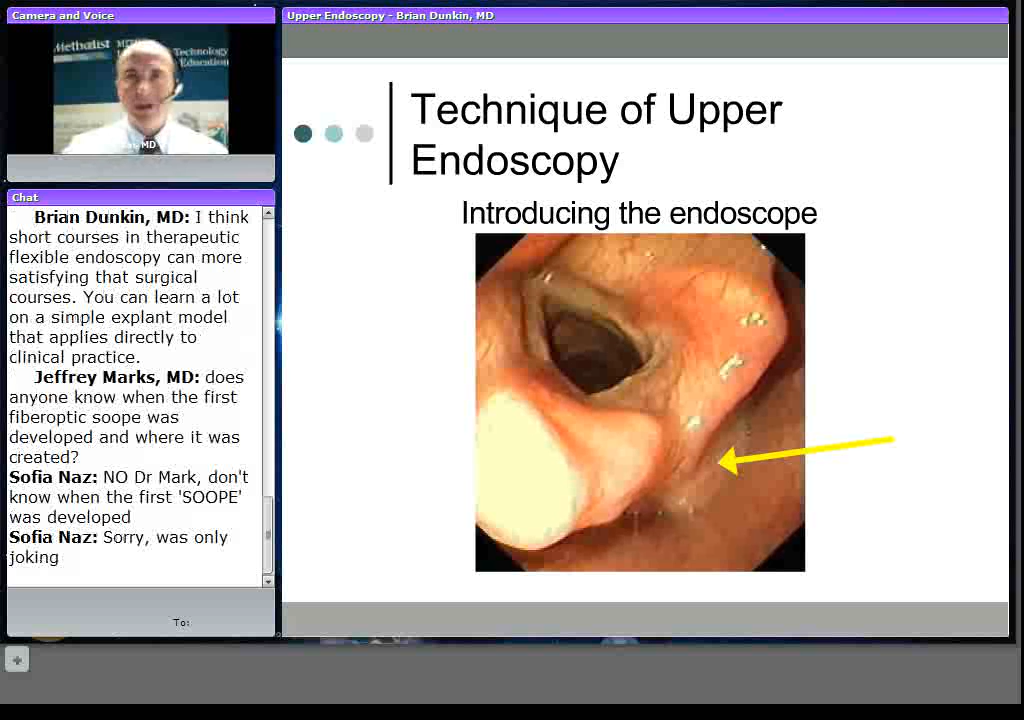 Camera and Voice
Methodist
Technology
Education
MD
Chat
Brian Dunkin, MD: I think
short courses in therapeutic
flexible endoscopy can more
satisfying that surgical
courses. You can learn a lot
on a simple explant model
that applies directly to
clinical practice.
Jeffrey Marks, MD: does
anyone know when the first
fiberoptic soope was
developed and where it was
created?
Sofia Naz: NO Dr Mark, don't
know when the first 'SOOPE'
was developed
Sofia Naz: Sorry, was only
joking
To:
Upper Endoscopy - Brian Dunkin, MD
Technique of Upper
Endoscopy
Introducing the endoscope